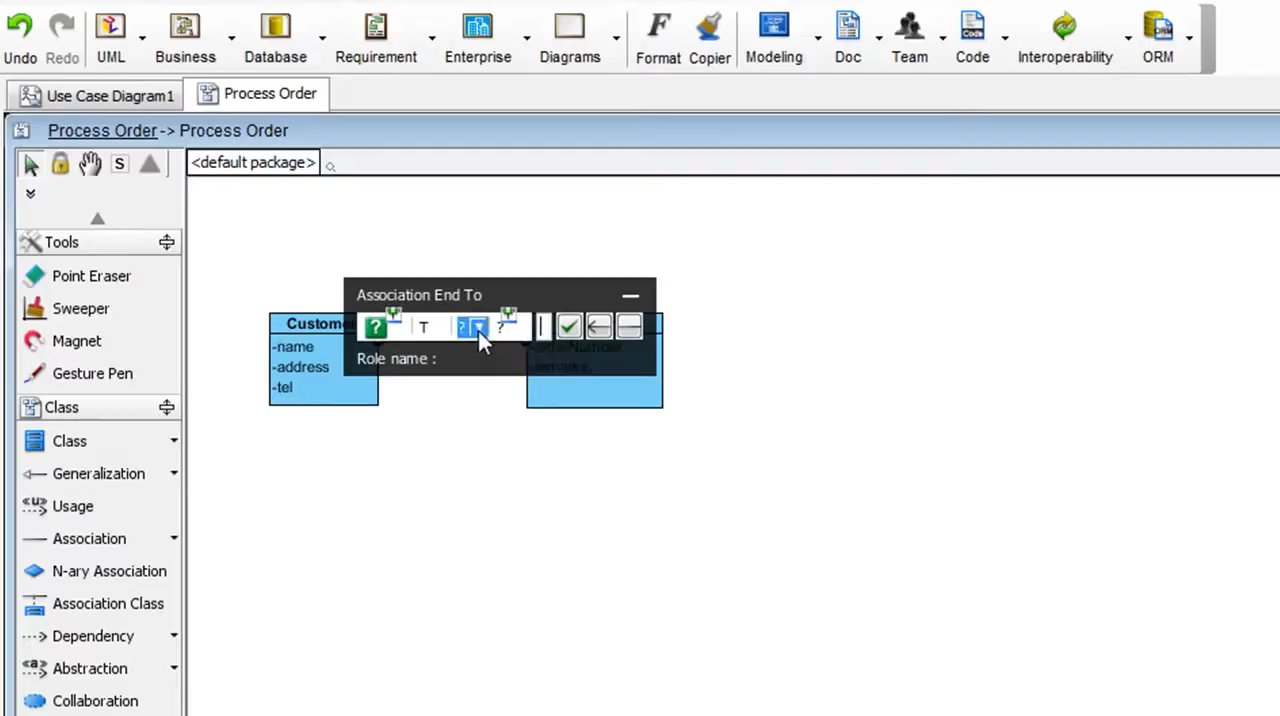 Undo Redo UML Business Database Requirement Enterprise Diagrams Format Copier Modeling Doc Team Code Interoperability ORM
Use Case Diagram1 Process Order
Process Order -> Process Order
S <default package>
Tools
Point Eraser
Sweeper
Magnet
Gesture Pen
Class
Class
Generalization
Usage
Association
N-ary Association
Association Class
Dependency
Abstraction
Collaboration
Association End To
? T ? ?
Role name :
-name
-address
-tel